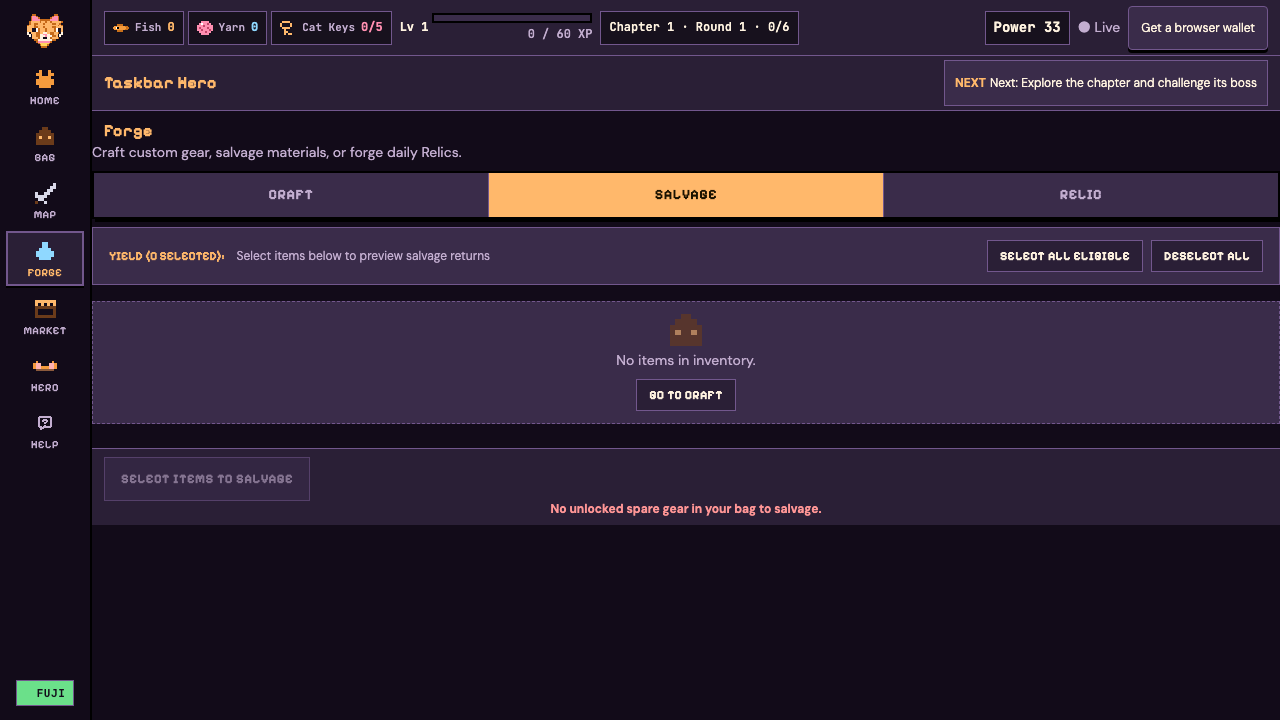 Fish 0
Yarn 0
Cat Keys 0/5
Lv 1
0 / 60 XP
Chapter 1 · Round 1 · 0/6
Power 33
Live
Get a browser wallet
HOME
BAG
MAP
FORGE
MARKET
HERO
HELP
FUJI
Taskbar Hero
NEXT Next: Explore the chapter and challenge its boss
Forge
Craft custom gear, salvage materials, or forge daily Relics.
CRAFT
SALVAGE
RELIC
YIELD (0 SELECTED):
Select items below to preview salvage returns
SELECT ALL ELIGIBLE
DESELECT ALL
No items in inventory.
GO TO CRAFT
SELECT ITEMS TO SALVAGE
No unlocked spare gear in your bag to salvage.